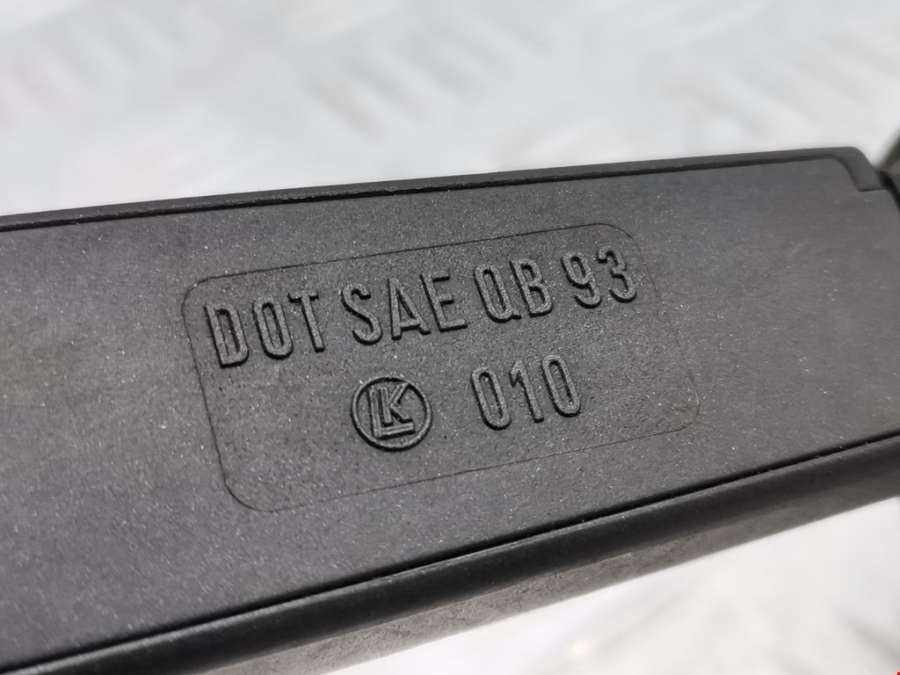 DOT SAE QB 93
LK 010